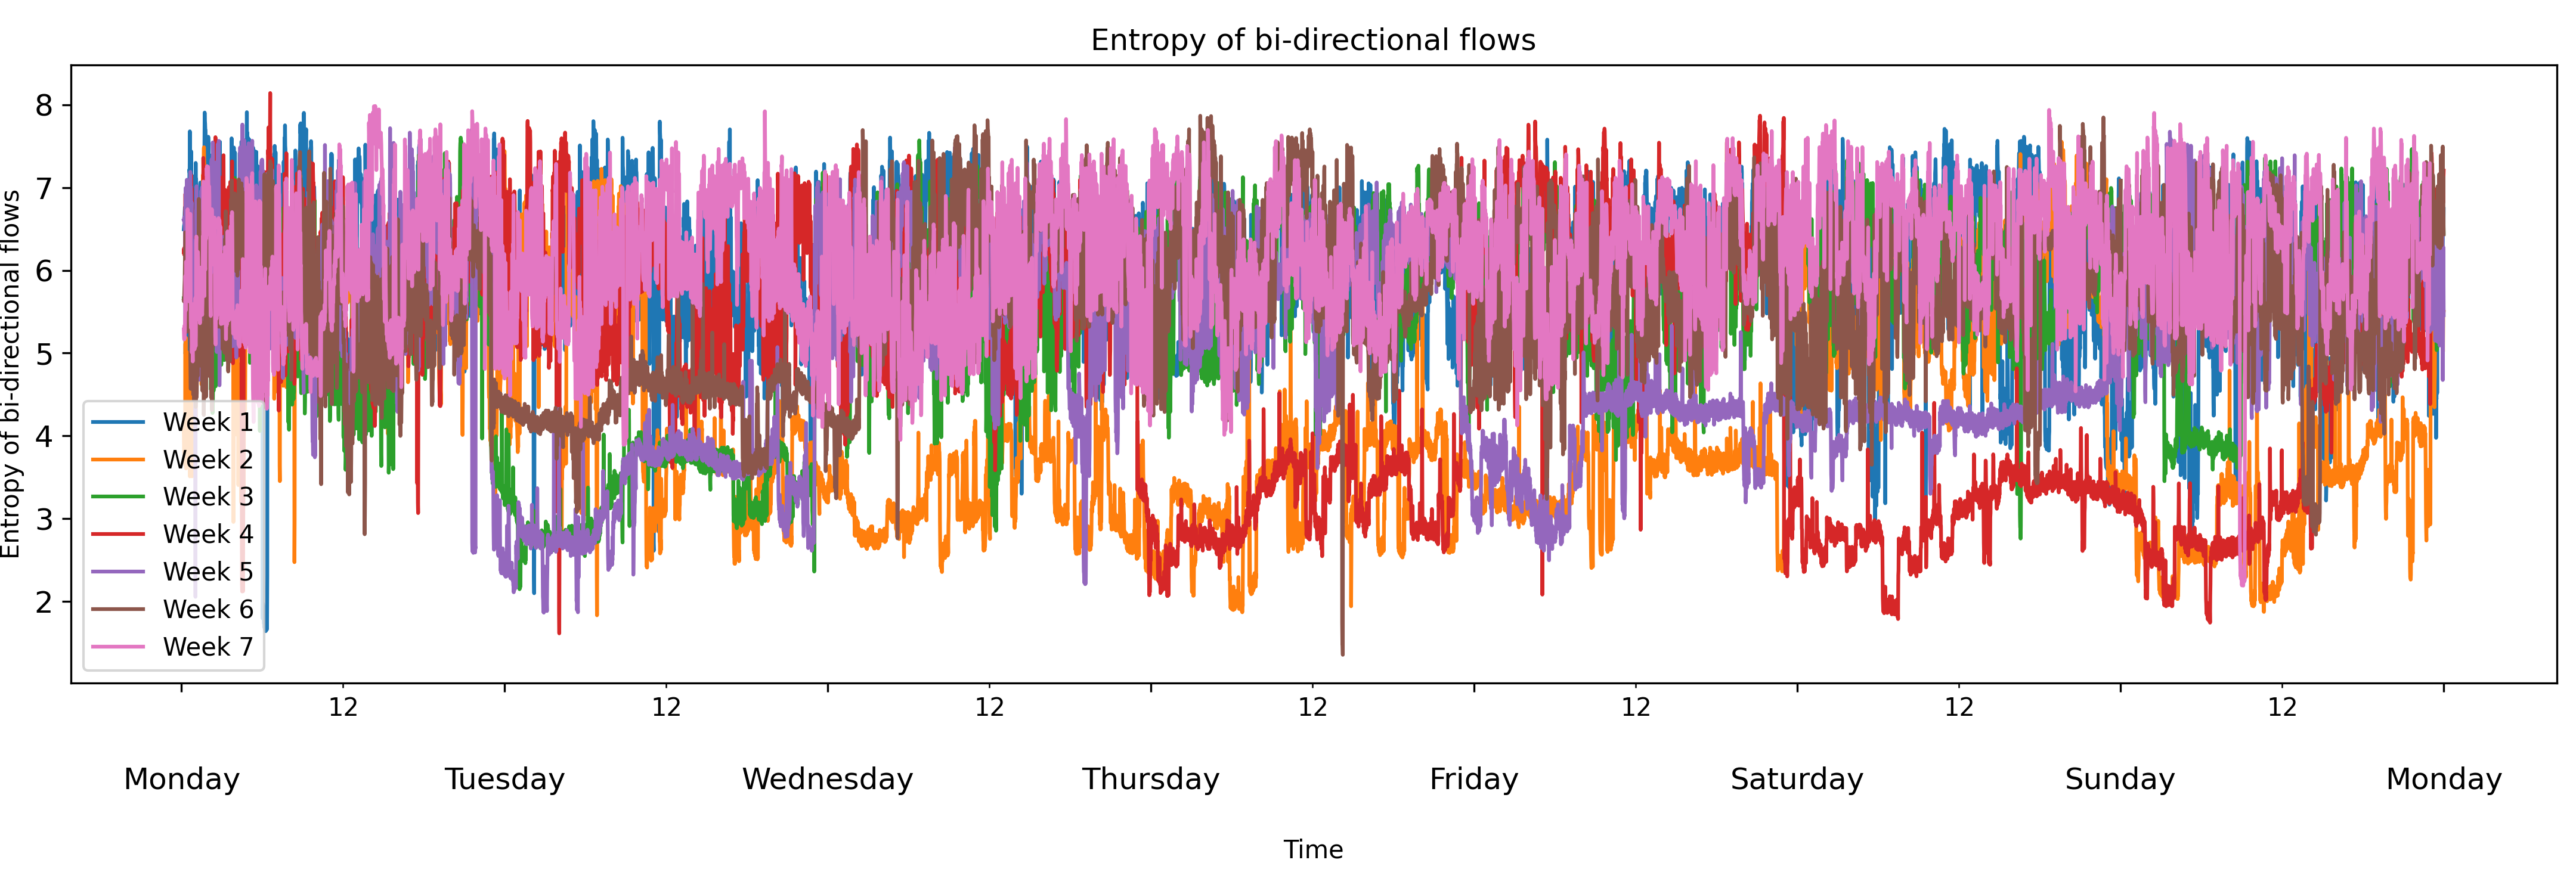 Entropy of bi-directional flows
Entropy of bi-directional flows
8
7
6
5
4
3
2
Week 1
Week 2
Week 3
Week 4
Week 5
Week 6
Week 7
12 12 12 12 12 12 12
Monday Tuesday Wednesday Thursday Friday Saturday Sunday Monday
Time